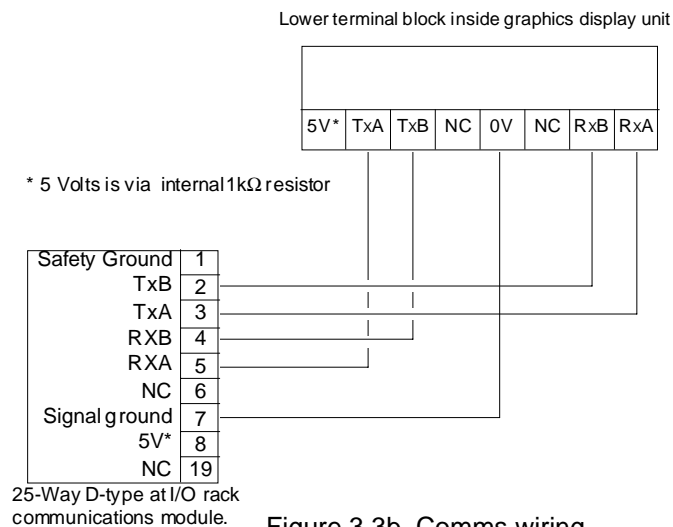 Lower terminal block inside graphics display unit
5V* TxA TxB NC 0V NC RxB RxA
* 5 Volts is via internal 1kΩ resistor
Safety Ground 1
TxB 2
TxA 3
RXB 4
RXA 5
NC 6
Signal ground 7
5V* 8
NC 19
25-Way D-type at I/O rack
communications module.
Figure 3.3b Comms wiring